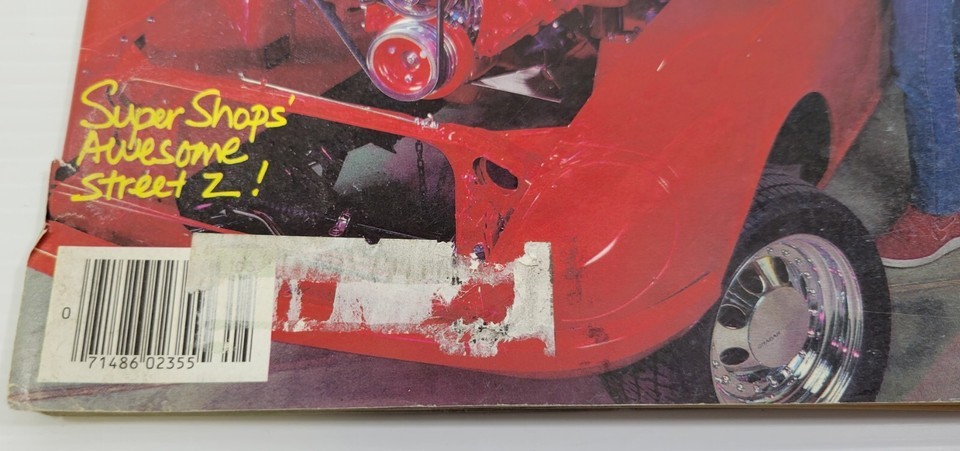 Super Shops'
Awesome
Street Z!
0
71486 02355